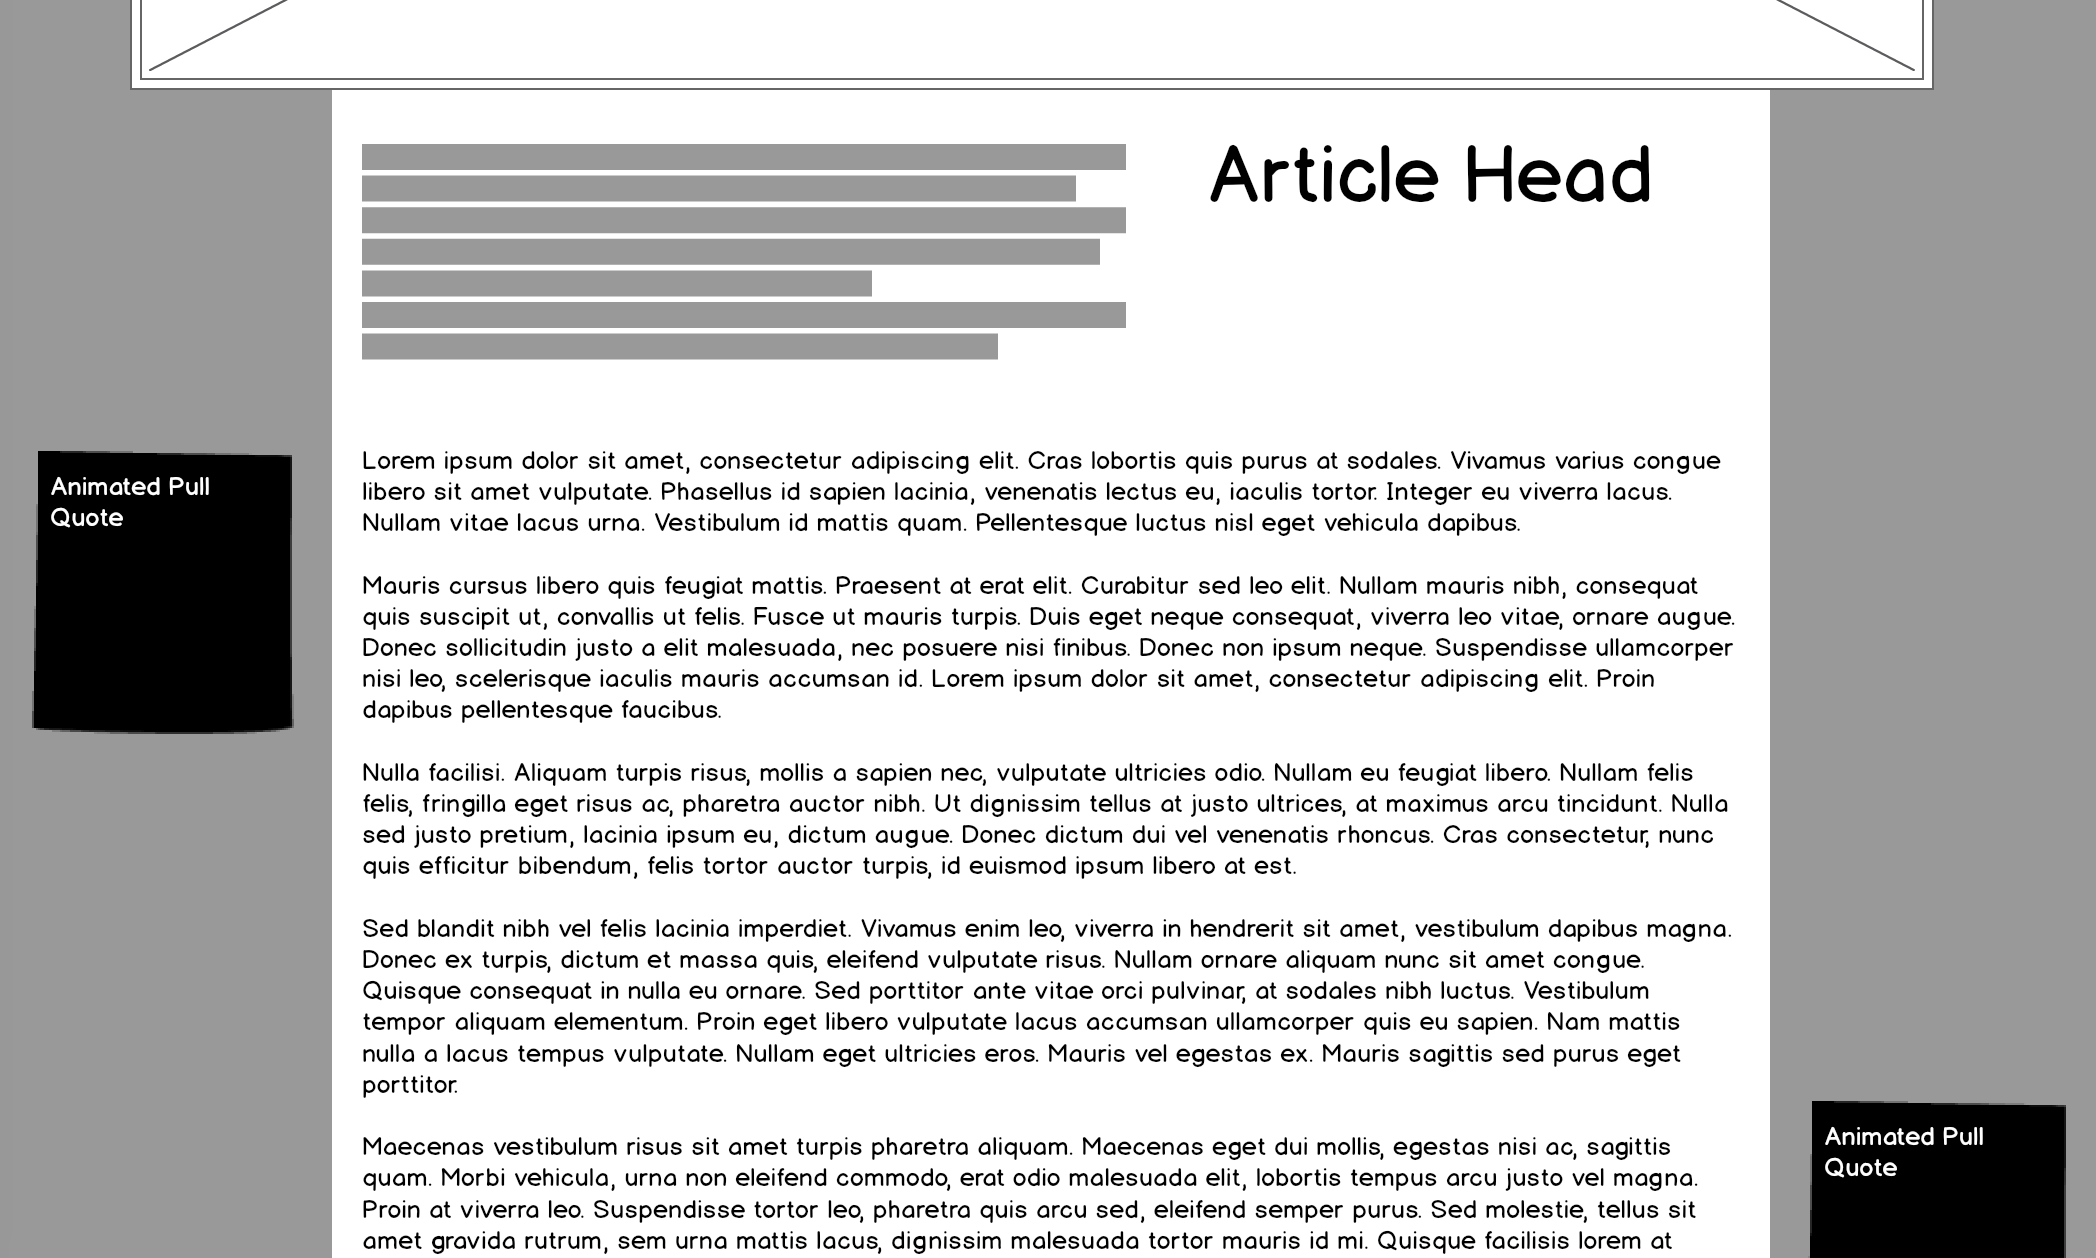 Article Head
Animated Pull
Quote
Lorem ipsum dolor sit amet, consectetur adipiscing elit. Cras lobortis quis purus at sodales. Vivamus varius congue
libero sit amet vulputate. Phasellus id sapien lacinia, venenatis lectus eu, iaculis tortor. Integer eu viverra lacus.
Nullam vitae lacus urna. Vestibulum id mattis quam. Pellentesque luctus nisl eget vehicula dapibus.
Mauris cursus libero quis feugiat mattis. Praesent at erat elit. Curabitur sed leo elit. Nullam mauris nibh, consequat
quis suscipit ut, convallis ut felis. Fusce ut mauris turpis. Duis eget neque consequat, viverra leo vitae, ornare augue.
Donec sollicitudin justo a elit malesuada, nec posuere nisi finibus. Donec non ipsum neque. Suspendisse ullamcorper
nisi leo, scelerisque iaculis mauris accumsan id. Lorem ipsum dolor sit amet, consectetur adipiscing elit. Proin
dapibus pellentesque faucibus.
Nulla facilisi. Aliquam turpis risus, mollis a sapien nec, vulputate ultricies odio. Nullam eu feugiat libero. Nullam felis
felis, fringilla eget risus ac, pharetra auctor nibh. Ut dignissim tellus at justo ultrices, at maximus arcu tincidunt. Nulla
sed justo pretium, lacinia ipsum eu, dictum augue. Donec dictum dui vel venenatis rhoncus. Cras consectetur, nunc
quis efficitur bibendum, felis tortor auctor turpis, id euismod ipsum libero at est.
Sed blandit nibh vel felis lacinia imperdiet. Vivamus enim leo, viverra in hendrerit sit amet, vestibulum dapibus magna.
Donec ex turpis, dictum et massa quis, eleifend vulputate risus. Nullam ornare aliquam nunc sit amet congue.
Quisque consequat in nulla eu ornare. Sed porttitor ante vitae orci pulvinar, at sodales nibh luctus. Vestibulum
tempor aliquam elementum. Proin eget libero vulputate lacus accumsan ullamcorper quis eu sapien. Nam mattis
nulla a lacus tempus vulputate. Nullam eget ultricies eros. Mauris vel egestas ex. Mauris sagittis sed purus eget
porttitor.
Maecenas vestibulum risus sit amet turpis pharetra aliquam. Maecenas eget dui mollis, egestas nisi ac, sagittis
quam. Morbi vehicula, urna non eleifend commodo, erat odio malesuada elit, lobortis tempus arcu justo vel magna.
Proin at viverra leo. Suspendisse tortor leo, pharetra quis arcu sed, eleifend semper purus. Sed molestie, tellus sit
amet gravida rutrum, sem urna mattis lacus, dignissim malesuada tortor mauris id mi. Quisque facilisis lorem at
Animated Pull
Quote